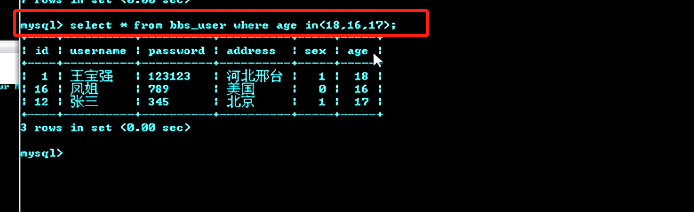 7 rows in set <0.00 sec>
mysql> select * from bbs_user where age in(18,16,17);
+----+----------+----------+----------+-----+-----+
| id | username | password | address | sex | age |
+----+----------+----------+----------+-----+-----+
| 1 | 王宝强 | 123123 | 河北邢台 | 1 | 18 |
| 16 | 凤姐 | 789 | 美国 | 0 | 16 |
| 12 | 张三 | 345 | 北京 | 1 | 17 |
+----+----------+----------+----------+-----+-----+
3 rows in set <0.00 sec>
mysql>